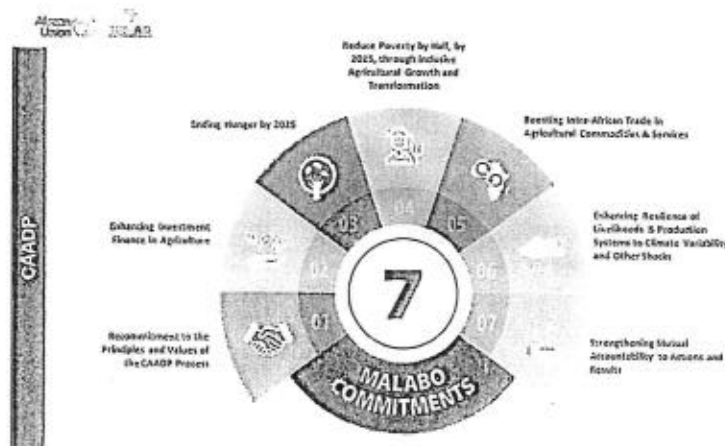 African
Union
CAADP
Reduce Poverty by Half, by
2025, through Inclusive
Agricultural Growth and
Transformation
Ending Hunger by 2025
Boosting Intra-African Trade in
Agricultural Commodities & Services
Enhancing Investment
Finance in Agriculture
Enhancing Resilience of
Livelihoods & Production
Systems to Climate Variability
and Other Shocks
Recommitment to the
Principles and Values of
the CAADP Process
Strengthening Mutual
Accountability to Actions and
Results
01
02
03
04
05
06
07
7
MALABO
COMMITMENTS